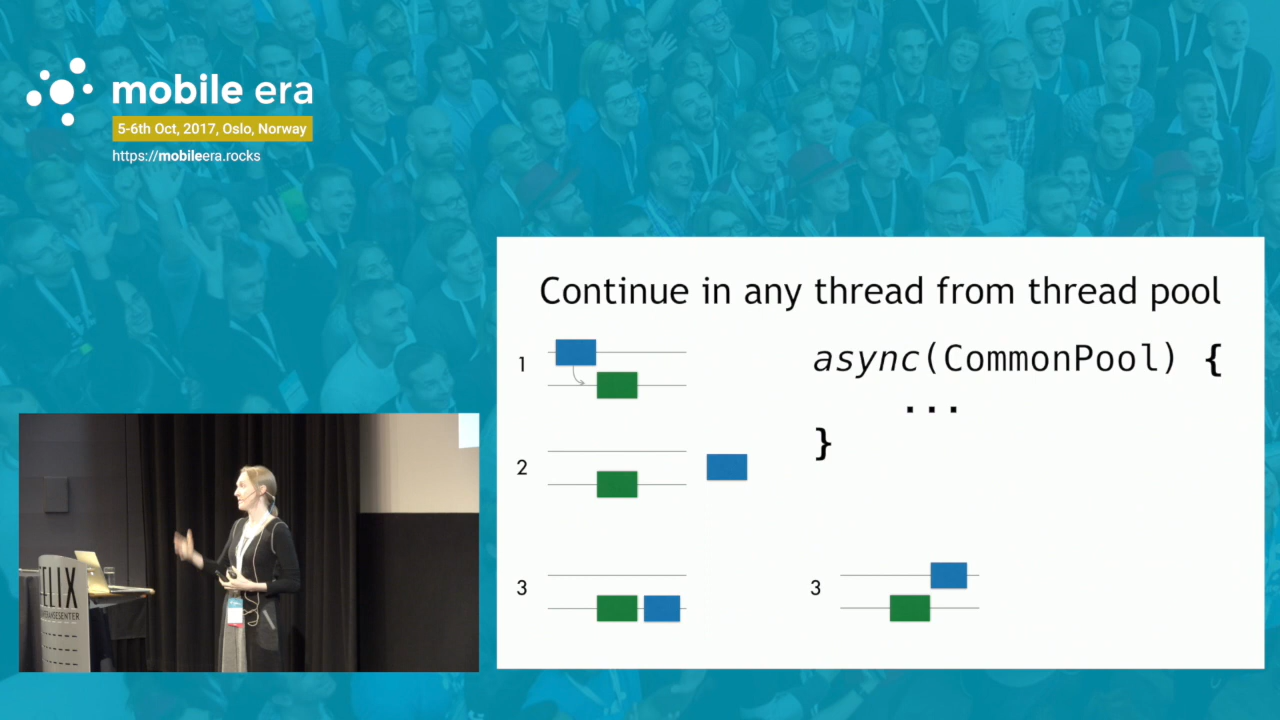 mobile era
5-6th Oct, 2017, Oslo, Norway
https://mobileera.rocks
Continue in any thread from thread pool
1
async(CommonPool) {
...
}
2
3
3
ELIX